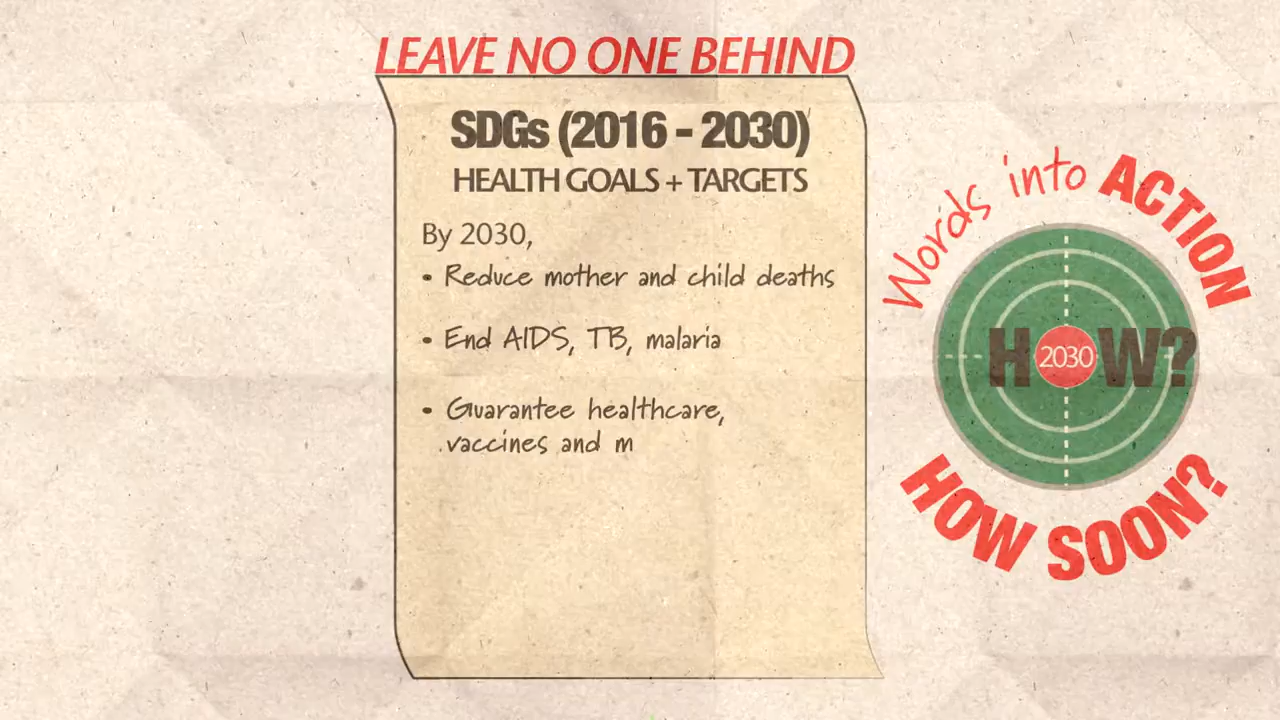 LEAVE NO ONE BEHIND
SDGs (2016 - 2030)
HEALTH GOALS + TARGETS
By 2030,
• Reduce mother and child deaths
• End AIDS, TB, malaria
• Guarantee healthcare,
vaccines and m
Words into ACTION
HOW?
2030
HOW SOON?